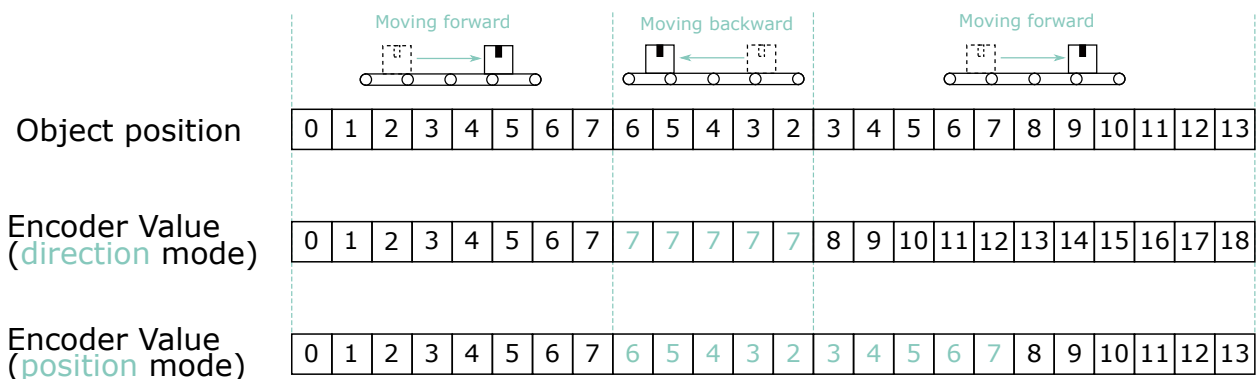 Moving forward Moving backward Moving forward
Object position 0 1 2 3 4 5 6 7 6 5 4 3 2 3 4 5 6 7 8 9 10 11 12 13
Encoder Value
(direction mode) 0 1 2 3 4 5 6 7 7 7 7 7 7 8 9 10 11 12 13 14 15 16 17 18
Encoder Value
(position mode) 0 1 2 3 4 5 6 7 6 5 4 3 2 3 4 5 6 7 8 9 10 11 12 13